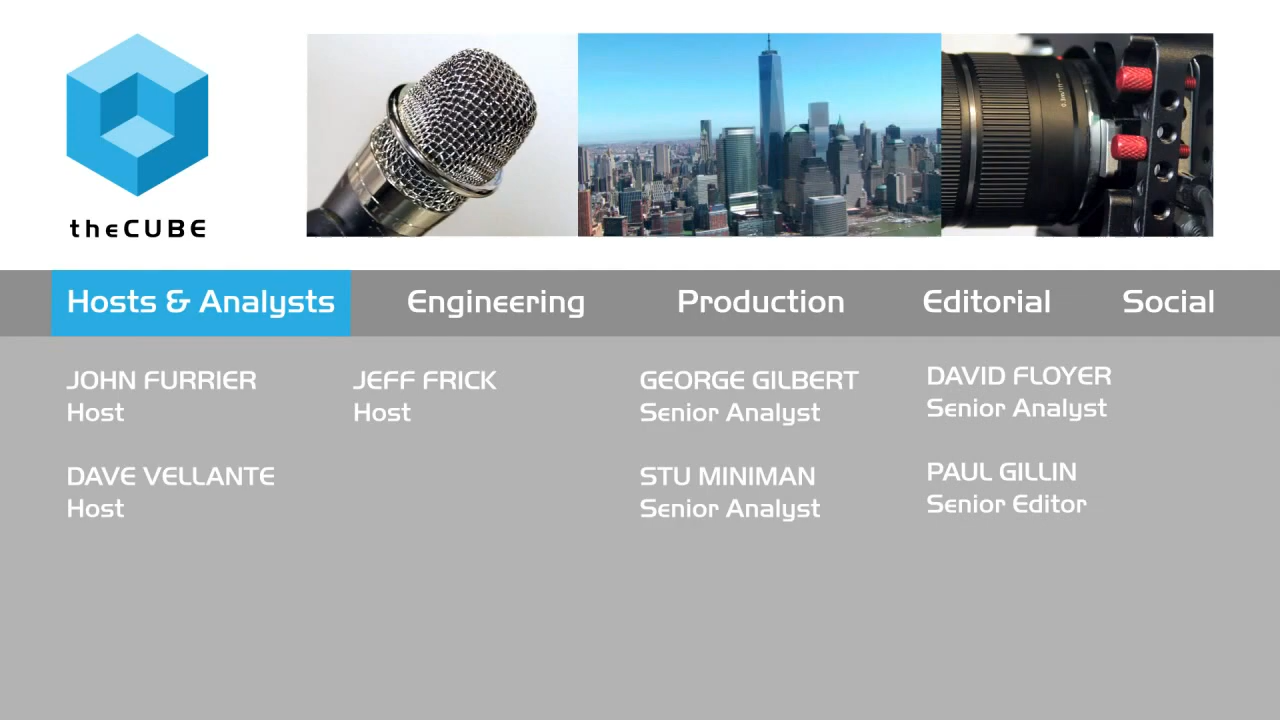 theCUBE
Hosts & Analysts
Engineering
Production
Editorial
Social
JOHN FURRIER
Host
DAVE VELLANTE
Host
JEFF FRICK
Host
GEORGE GILBERT
Senior Analyst
STU MINIMAN
Senior Analyst
DAVID FLOYER
Senior Analyst
PAUL GILLIN
Senior Editor